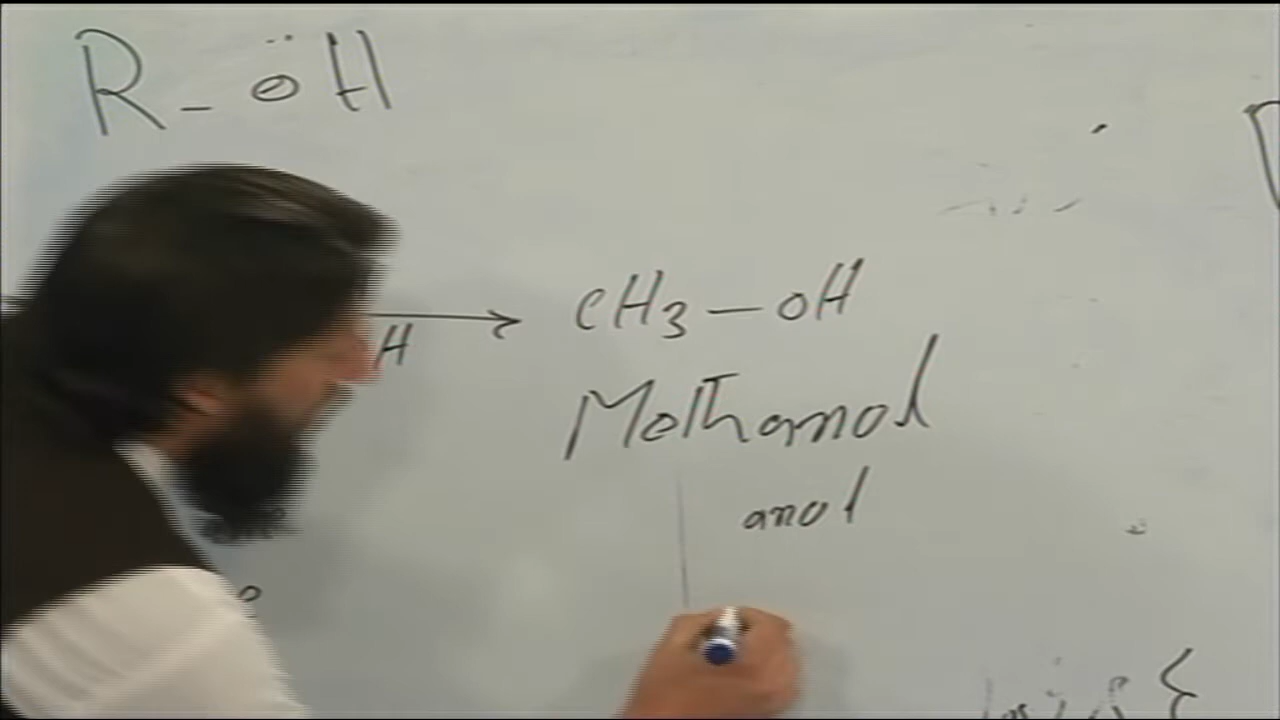 R-öH
H → CH3-OH
Methanol
anol